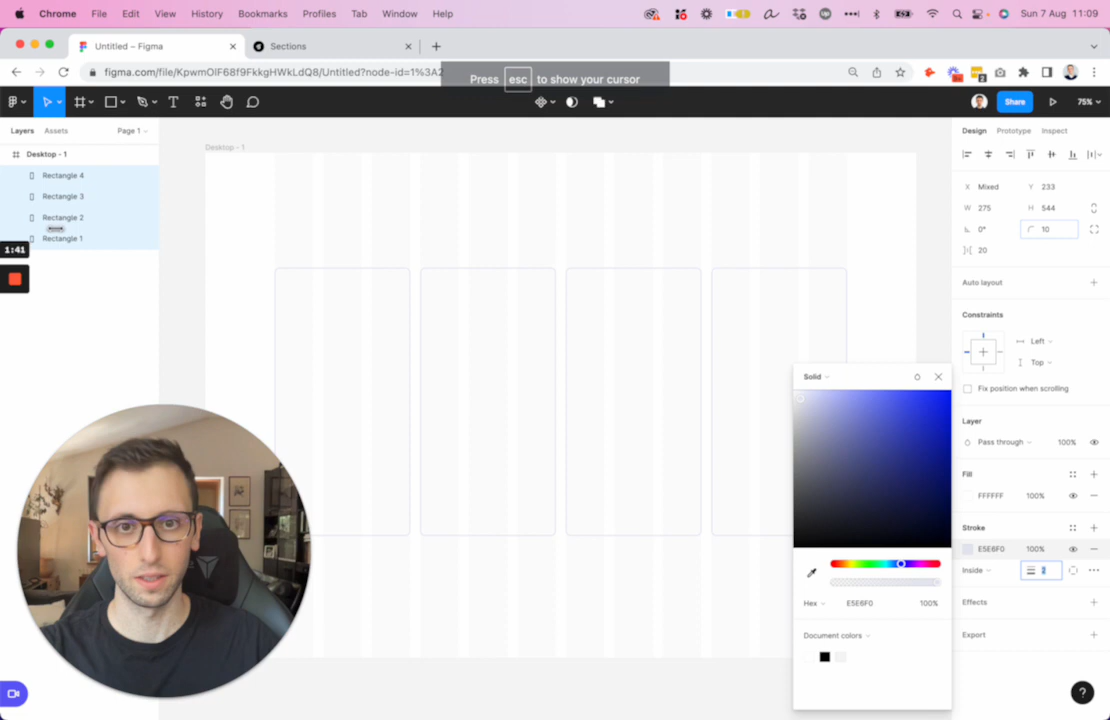 Chrome File Edit View History Bookmarks Profiles Tab Window Help Sun 7 Aug 11:09
Untitled – Figma Sections
figma.com/file/KpwmOlF68f9FkkgHWkLdQ8/Untitled?node-id=1%3A2
Press esc to show your cursor
T Share 75%
Layers Assets Page 1
Desktop - 1
Rectangle 4
Rectangle 3
Rectangle 2
Rectangle 1
1:41
Desktop - 1
Design Prototype Inspect
X Mixed Y 233
W 275 H 544
0° 10
20
Auto layout
Constraints
Left
Top
Fix position when scrolling
Layer
Pass through 100%
Fill
FFFFFF 100%
Stroke
E5E6F0 100%
Inside 2
Effects
Export
Solid
Hex E5E6F0 100%
Document colors
?